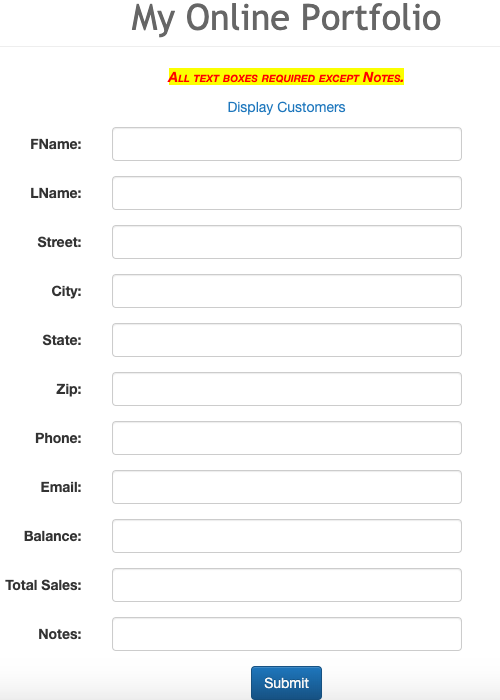 My Online Portfolio
All text boxes required except Notes.
Display Customers
FName:
LName:
Street:
City:
State:
Zip:
Phone:
Email:
Balance:
Total Sales:
Notes:
Submit